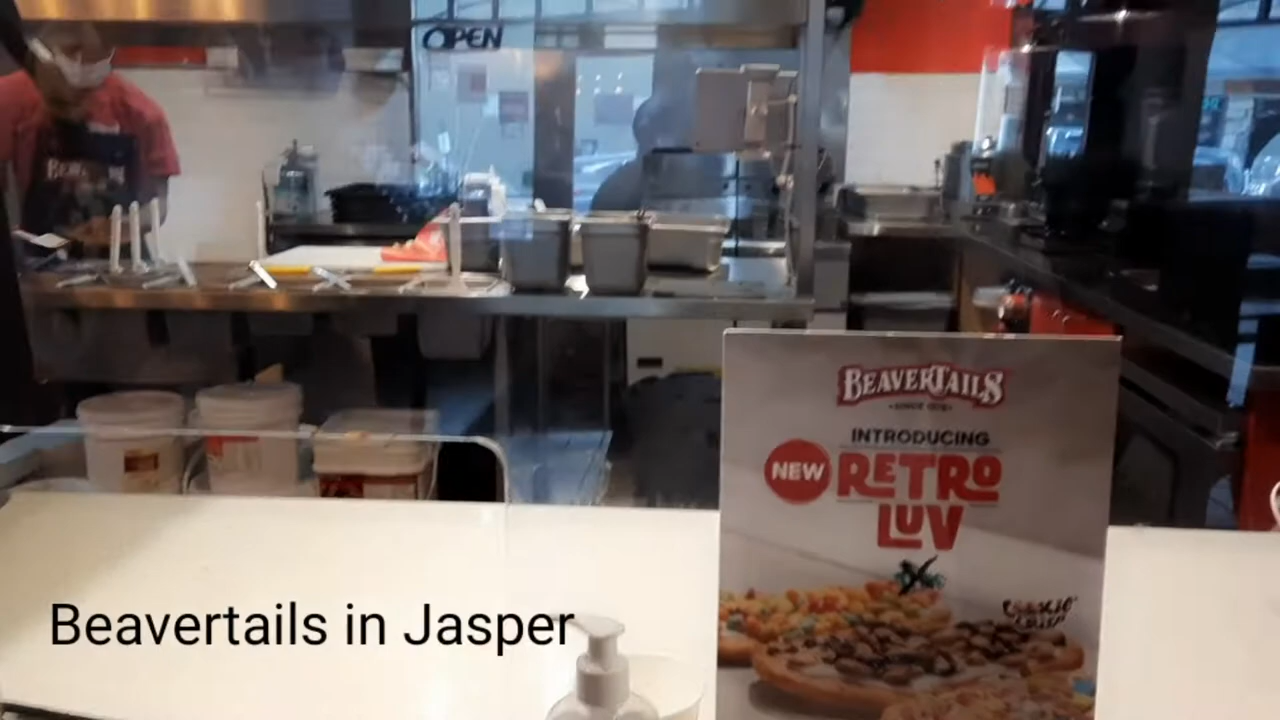 OPEN
BEAVERTAILS
INTRODUCING
NEW
RETRO
LUV
Beavertails in Jasper